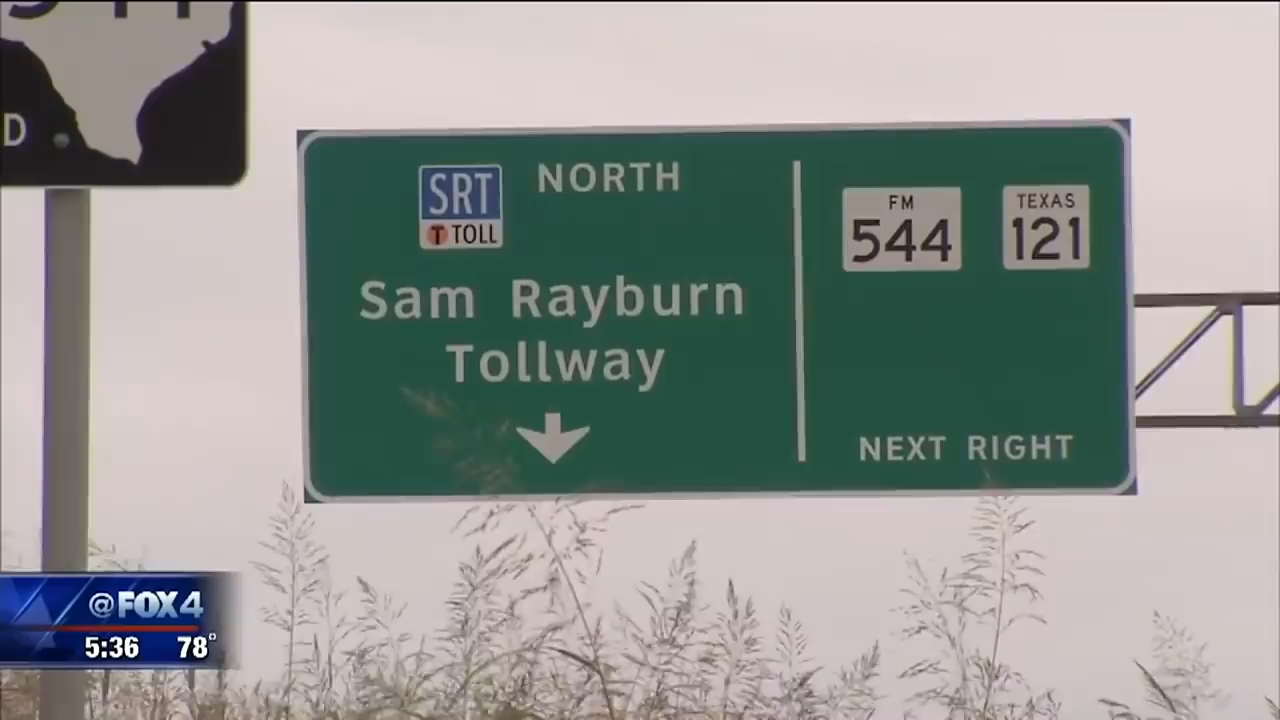 D
SRT
T TOLL
NORTH
Sam Rayburn
Tollway
FM
544
TEXAS
121
NEXT RIGHT
@FOX4
5:36 78°